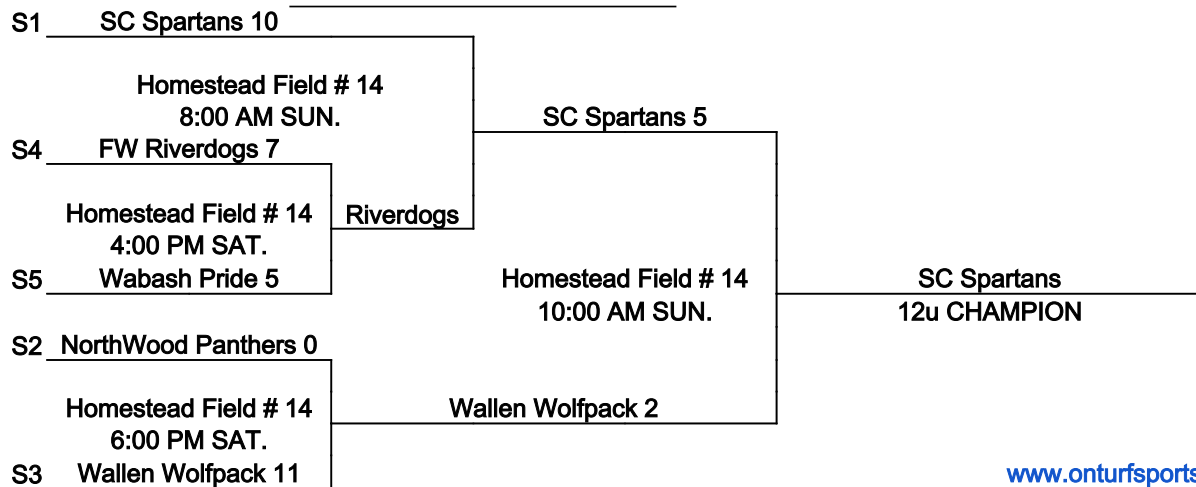 S1 SC Spartans 10
Homestead Field # 14
8:00 AM SUN.
SC Spartans 5
S4 FW Riverdogs 7
Homestead Field # 14
4:00 PM SAT.
Riverdogs
S5 Wabash Pride 5
Homestead Field # 14
10:00 AM SUN.
SC Spartans
12u CHAMPION
S2 NorthWood Panthers 0
Homestead Field # 14
6:00 PM SAT.
Wallen Wolfpack 2
S3 Wallen Wolfpack 11
www.onturfsports